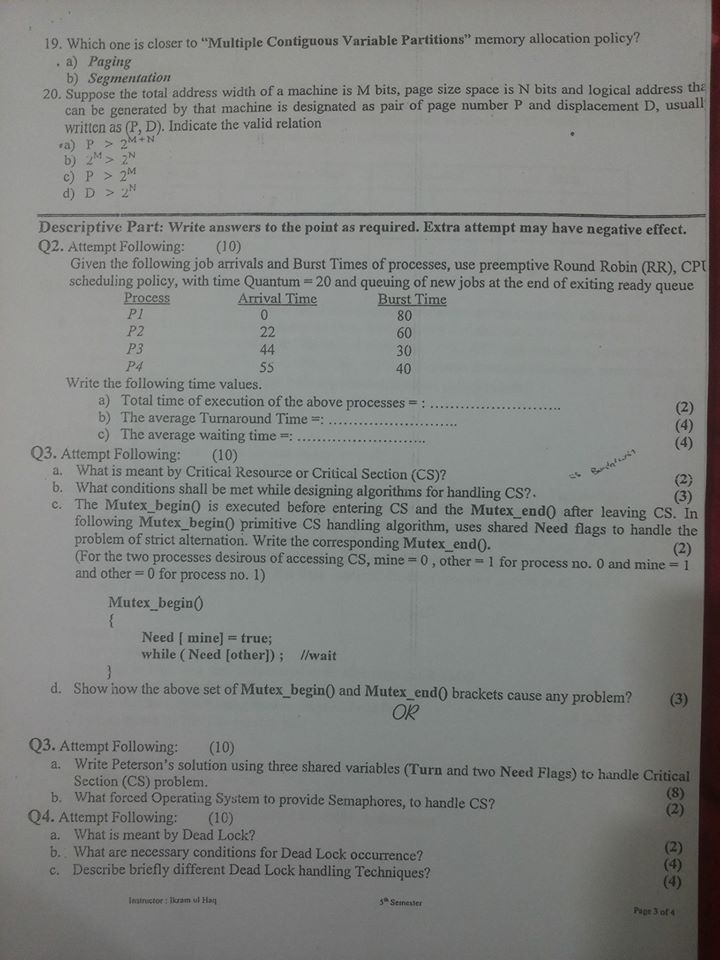 19. Which one is closer to “Multiple Contiguous Variable Partitions” memory allocation policy?
a) Paging
b) Segmentation
20. Suppose the total address width of a machine is M bits, page size space is N bits and logical address tha
can be generated by that machine is designated as pair of page number P and displacement D, usuall
written as (P, D). Indicate the valid relation
a) P > 2^M+N
b) 2^M > 2^N
c) P > 2^M
d) D > 2^N
Descriptive Part: Write answers to the point as required. Extra attempt may have negative effect.
Q2. Attempt Following: (10)
Given the following job arrivals and Burst Times of processes, use preemptive Round Robin (RR), CPU
scheduling policy, with time Quantum = 20 and queuing of new jobs at the end of exiting ready queue
Process Arrival Time Burst Time
P1 0 80
P2 22 60
P3 44 30
P4 55 40
Write the following time values.
a) Total time of execution of the above processes = : .......................... (2)
b) The average Turnaround Time =: ......................... (4)
c) The average waiting time =: ......................... (4)
Q3. Attempt Following: (10)
a. What is meant by Critical Resource or Critical Section (CS)? (2)
b. What conditions shall be met while designing algorithms for handling CS?. (3)
c. The Mutex_begin() is executed before entering CS and the Mutex_end() after leaving CS. In
following Mutex_begin() primitive CS handling algorithm, uses shared Need flags to handle the
problem of strict alternation. Write the corresponding Mutex_end(). (2)
(For the two processes desirous of accessing CS, mine = 0 , other = 1 for process no. 0 and mine = 1
and other = 0 for process no. 1)
Mutex_begin()
{
Need [ mine] = true;
while ( Need [other]) ; //wait
}
d. Show how the above set of Mutex_begin() and Mutex_end() brackets cause any problem? (3)
OR
Q3. Attempt Following: (10)
a. Write Peterson's solution using three shared variables (Turn and two Need Flags) to handle Critical
Section (CS) problem. (8)
b. What forced Operating System to provide Semaphores, to handle CS? (2)
Q4. Attempt Following: (10)
a. What is meant by Dead Lock? (2)
b. What are necessary conditions for Dead Lock occurrence? (4)
c. Describe briefly different Dead Lock handling Techniques? (4)
Instructor : Ikram ul Haq 5th Semester Page 3 of 4